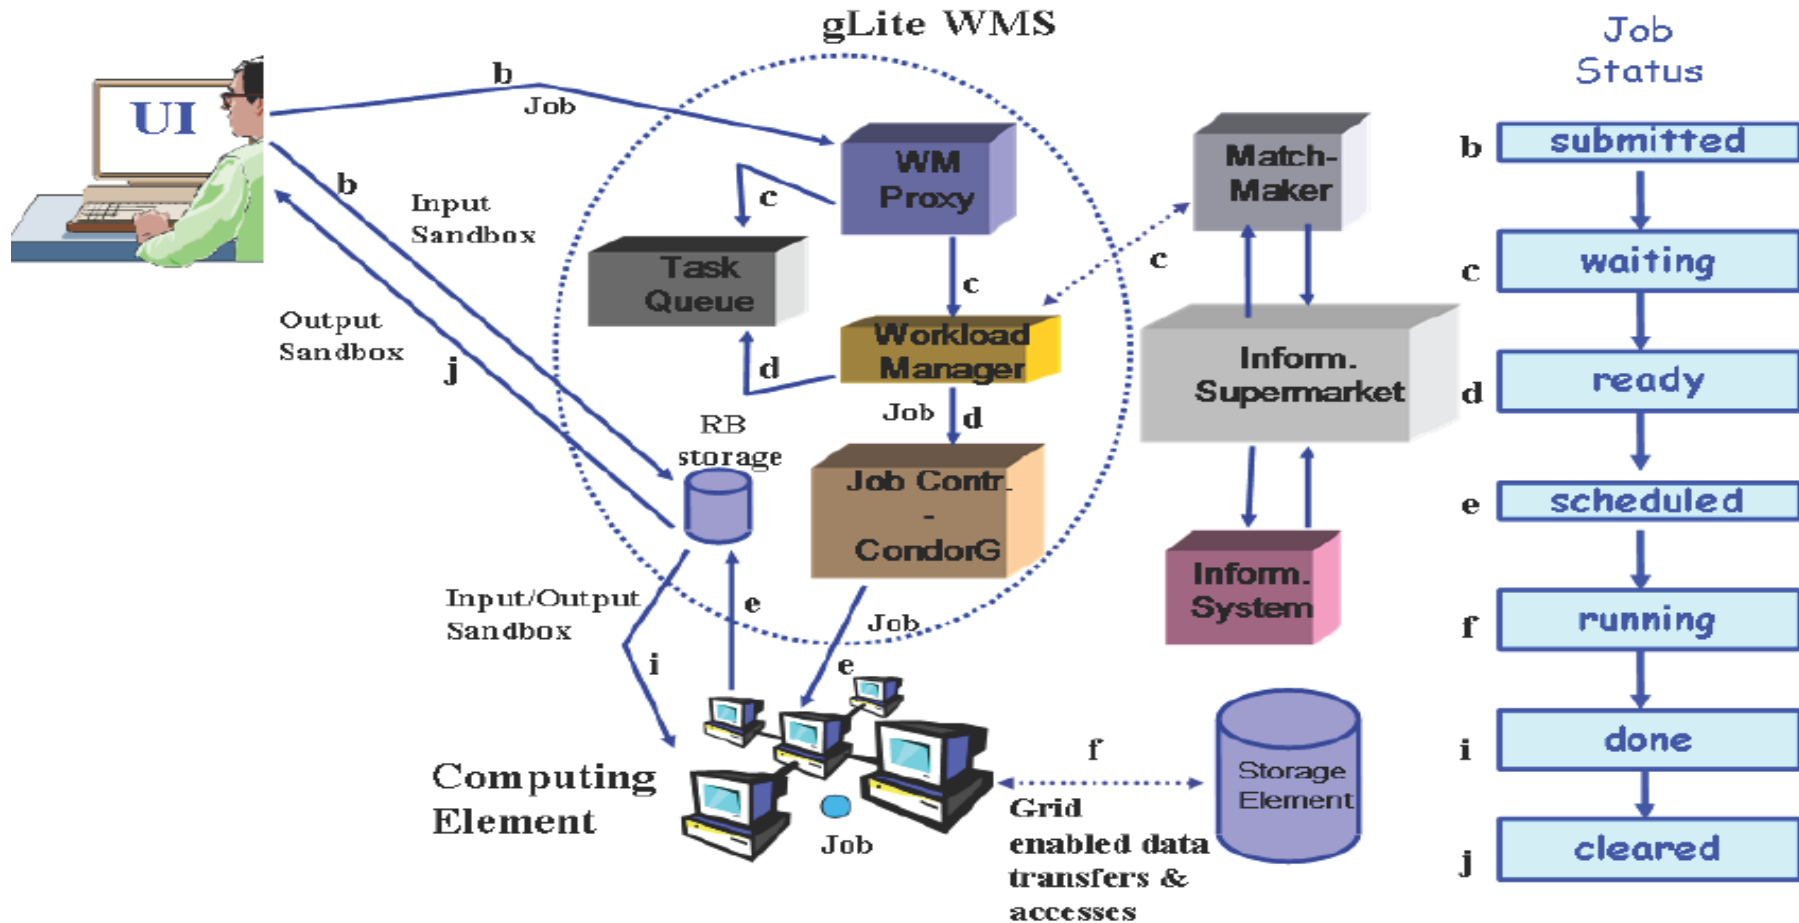 gLite WMS
Job
Status
UI
b
Job
b
Input
Sandbox
Output
Sandbox
j
WM
Proxy
c
Task
Queue
c
Workload
Manager
d
Job
d
RB
storage
Job Contr.
-
CondorG
Match-
Maker
c
Inform.
Supermarket
Inform.
System
Input/Output
Sandbox
i
e
Job
e
Computing
Element
Job
f
Grid
enabled data
transfers &
accesses
Storage
Element
b
submitted
c
waiting
d
ready
e
scheduled
f
running
i
done
j
cleared